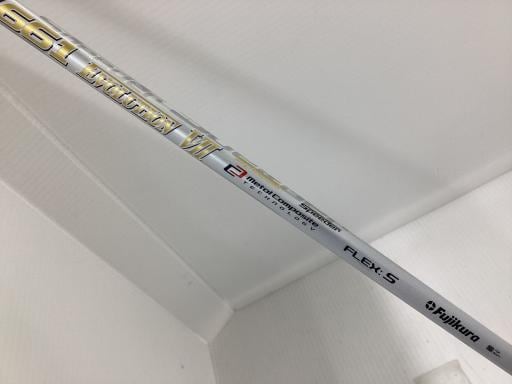 661 EVOLUTION VII
Metal Composite
TECHNOLOGY
Speeder
FLEX: S
Fujikura